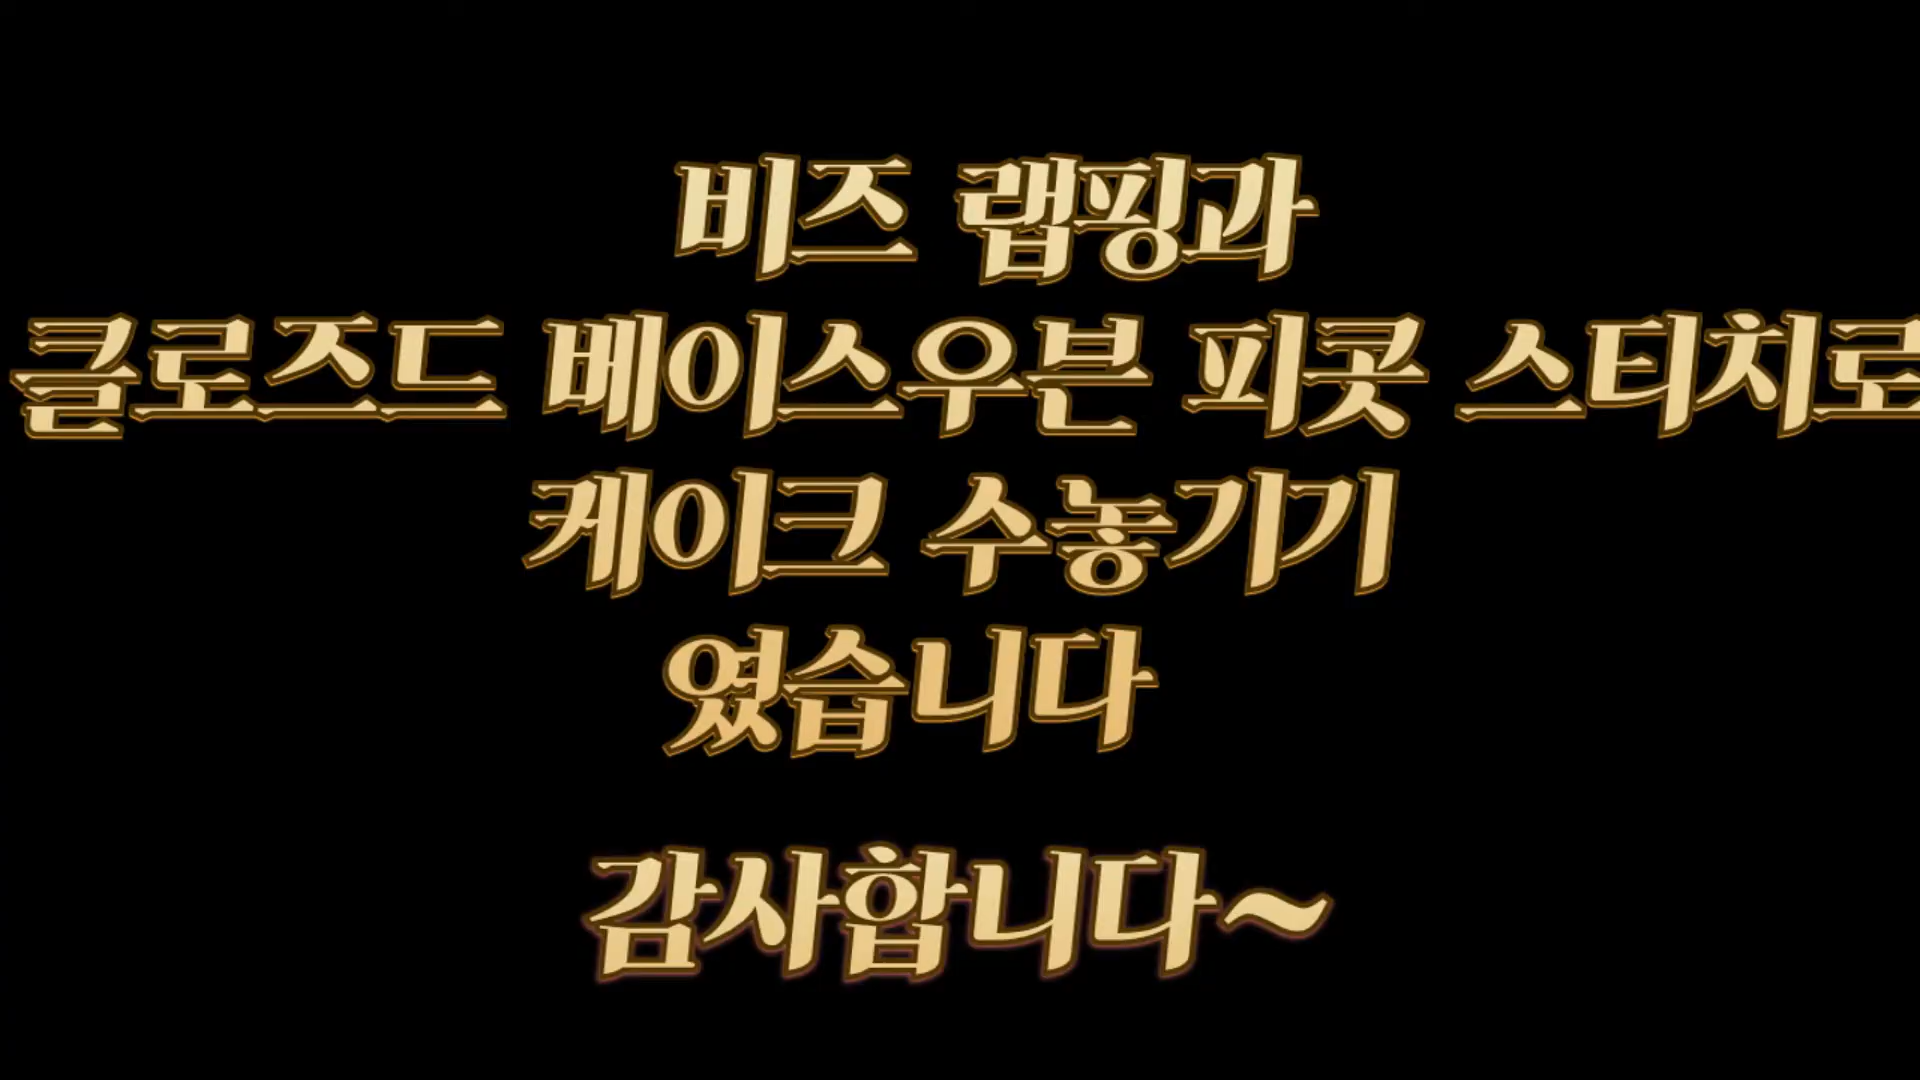 비즈 랩핑과
클로즈드 베이스우븐 피콧 스티치로
케이크 수놓기기
였습니다
감사합니다~